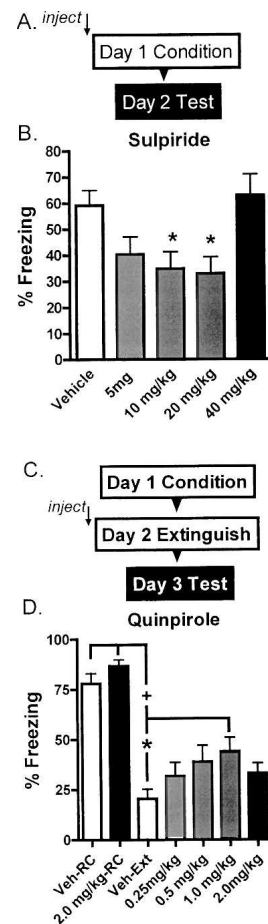 A. inject
Day 1 Condition
Day 2 Test
B. Sulpiride
% Freezing
80
70
60
50
40
30
20
10
0
* *
Vehicle
5mg
10 mg/kg
20 mg/kg
40 mg/kg
C. Day 1 Condition
inject
Day 2 Extinguish
Day 3 Test
D. Quinpirole
% Freezing
100
75
50
25
0
+
*
Veh-RC
2.0 mg/kg-RC
Veh-Ext
0.25mg/kg
0.5 mg/kg
1.0 mg/kg
2.0mg/kg